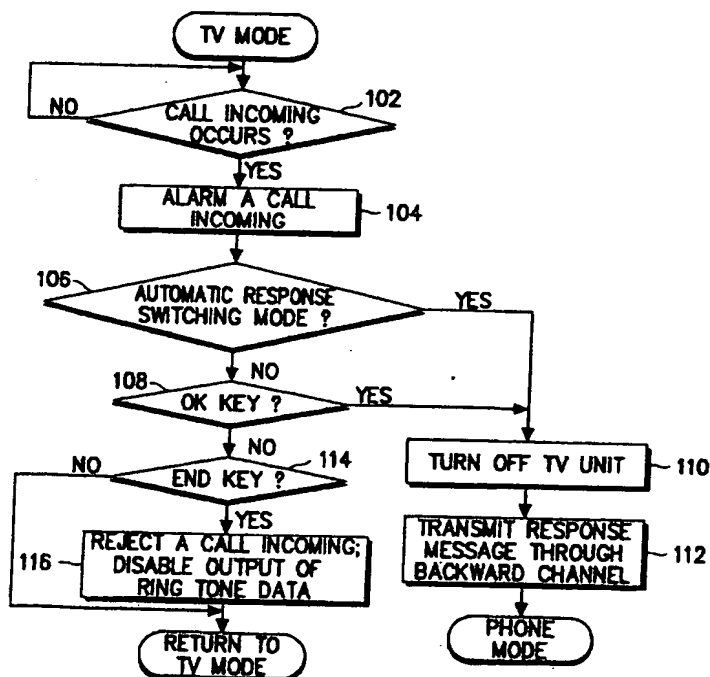 TV MODE
NO
CALL INCOMING
OCCURS ?
102
YES
ALARM A CALL
INCOMING
104
106
AUTOMATIC RESPONSE
SWITCHING MODE ?
YES
NO
108
OK KEY ?
YES
NO
NO
END KEY ?
114
YES
116
REJECT A CALL INCOMING;
DISABLE OUTPUT OF
RING TONE DATA
RETURN TO
TV MODE
TURN OFF TV UNIT
110
TRANSMIT RESPONSE
MESSAGE THROUGH
BACKWARD CHANNEL
112
PHONE
MODE